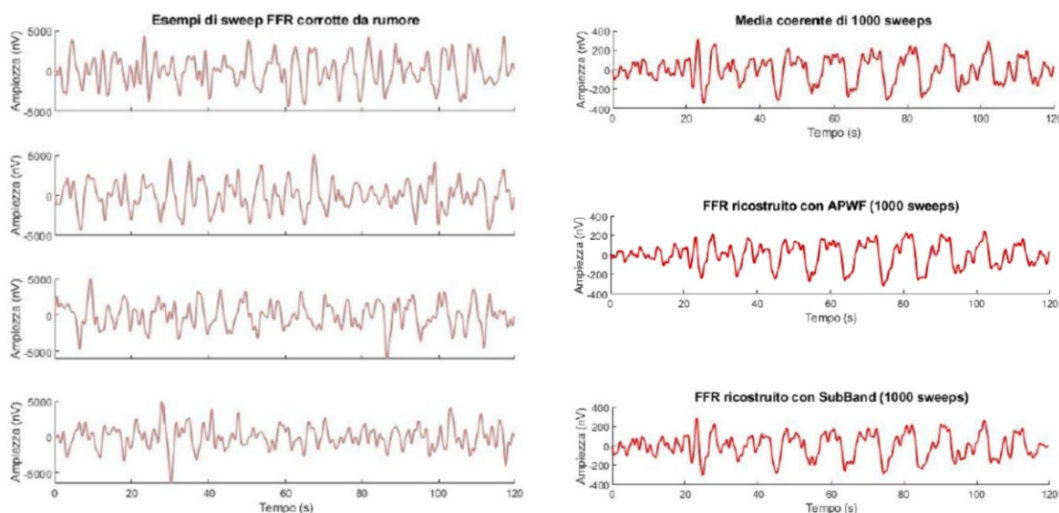 Esempi di sweep FFR corrotte da rumore
Ampiezza (nV)
5000
0
-5000
Ampiezza (nV)
5000
0
-5000
Ampiezza (nV)
5000
0
-5000
Ampiezza (nV)
5000
0
-5000
0 20 40 60 80 100 120
Tempo (s)
Media coerente di 1000 sweeps
Ampiezza (nV)
400
200
0
-200
-400
0 20 40 60 80 100 120
Tempo (s)
FFR ricostruito con APWF (1000 sweeps)
Ampiezza (nV)
400
200
0
-200
-400
0 20 40 60 80 100 120
Tempo (s)
FFR ricostruito con SubBand (1000 sweeps)
Ampiezza (nV)
400
200
0
-200
-400
0 20 40 60 80 100 120
Tempo (s)